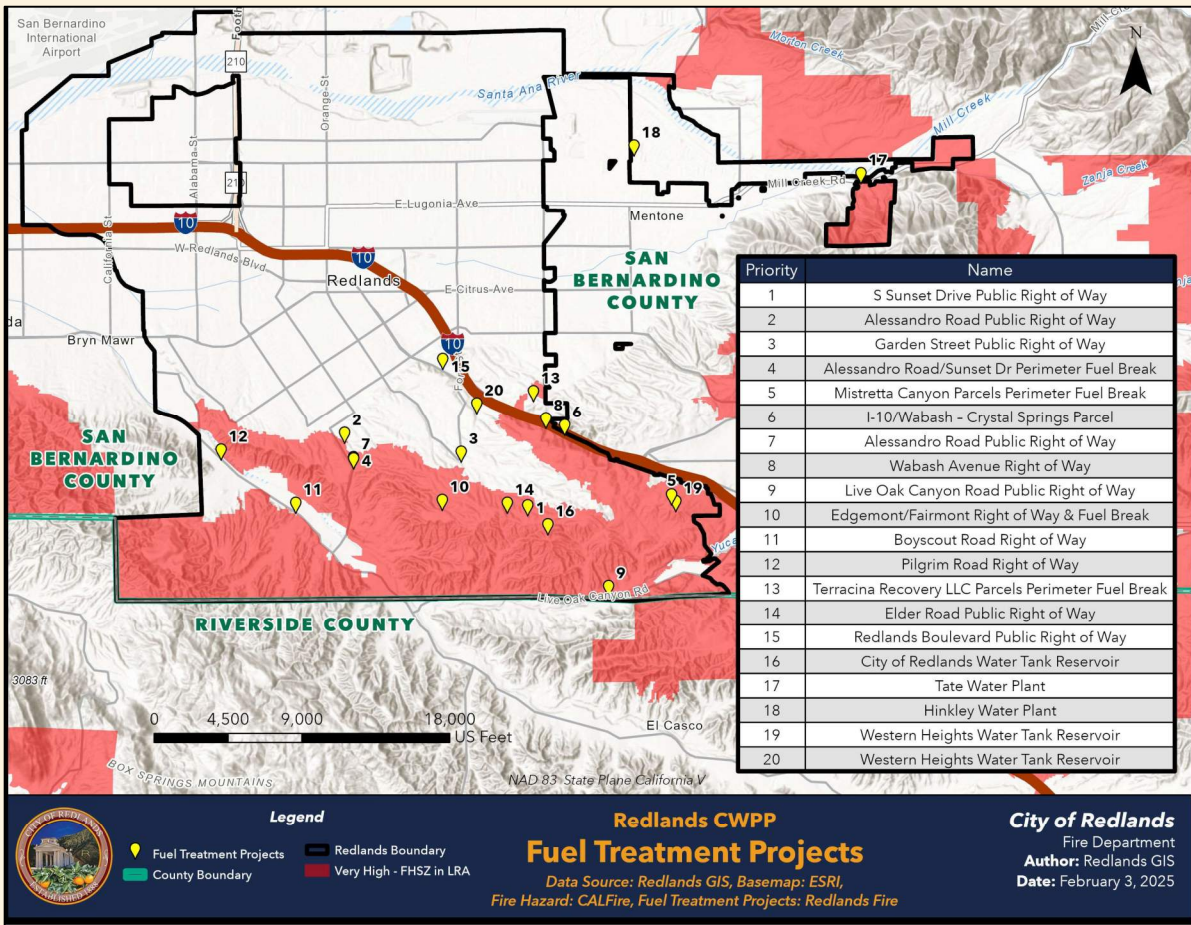 San Bernardino
International
Airport
Footh
210
Orange-St
Santa Ana River
Morton Creek
Mill Creek
N
18
17
Alabama St
210
Mill Creek Rd
Zanja Creek
E Lugonia Ave
Mentone
10
California St
W Redlands Blvd
10
Redlands
SAN
BERNARDINO
COUNTY
E Citrus Ave
da
Bryn Mawr
10
15
13
20
8
6
2
SAN
BERNARDINO
COUNTY
12
7
4
3
11
10
14
1
16
5
19
Yuca
9
Live Oak Canyon Rd
RIVERSIDE COUNTY
3083 ft
0 4,500 9,000 18,000
US Feet
El Casco
BOX SPRINGS MOUNTAINS
NAD 83 State Plane California V
Priority Name
1 S Sunset Drive Public Right of Way
2 Alessandro Road Public Right of Way
3 Garden Street Public Right of Way
4 Alessandro Road/Sunset Dr Perimeter Fuel Break
5 Mistretta Canyon Parcels Perimeter Fuel Break
6 I-10/Wabash – Crystal Springs Parcel
7 Alessandro Road Public Right of Way
8 Wabash Avenue Right of Way
9 Live Oak Canyon Road Public Right of Way
10 Edgemont/Fairmont Right of Way & Fuel Break
11 Boyscout Road Right of Way
12 Pilgrim Road Right of Way
13 Terracina Recovery LLC Parcels Perimeter Fuel Break
14 Elder Road Public Right of Way
15 Redlands Boulevard Public Right of Way
16 City of Redlands Water Tank Reservoir
17 Tate Water Plant
18 Hinkley Water Plant
19 Western Heights Water Tank Reservoir
20 Western Heights Water Tank Reservoir
CITY OF REDLANDS
ESTABLISHED 1888
Legend
Fuel Treatment Projects
County Boundary
Redlands Boundary
Very High - FHSZ in LRA
Redlands CWPP
Fuel Treatment Projects
Data Source: Redlands GIS, Basemap: ESRI,
Fire Hazard: CALFire, Fuel Treatment Projects: Redlands Fire
City of Redlands
Fire Department
Author: Redlands GIS
Date: February 3, 2025